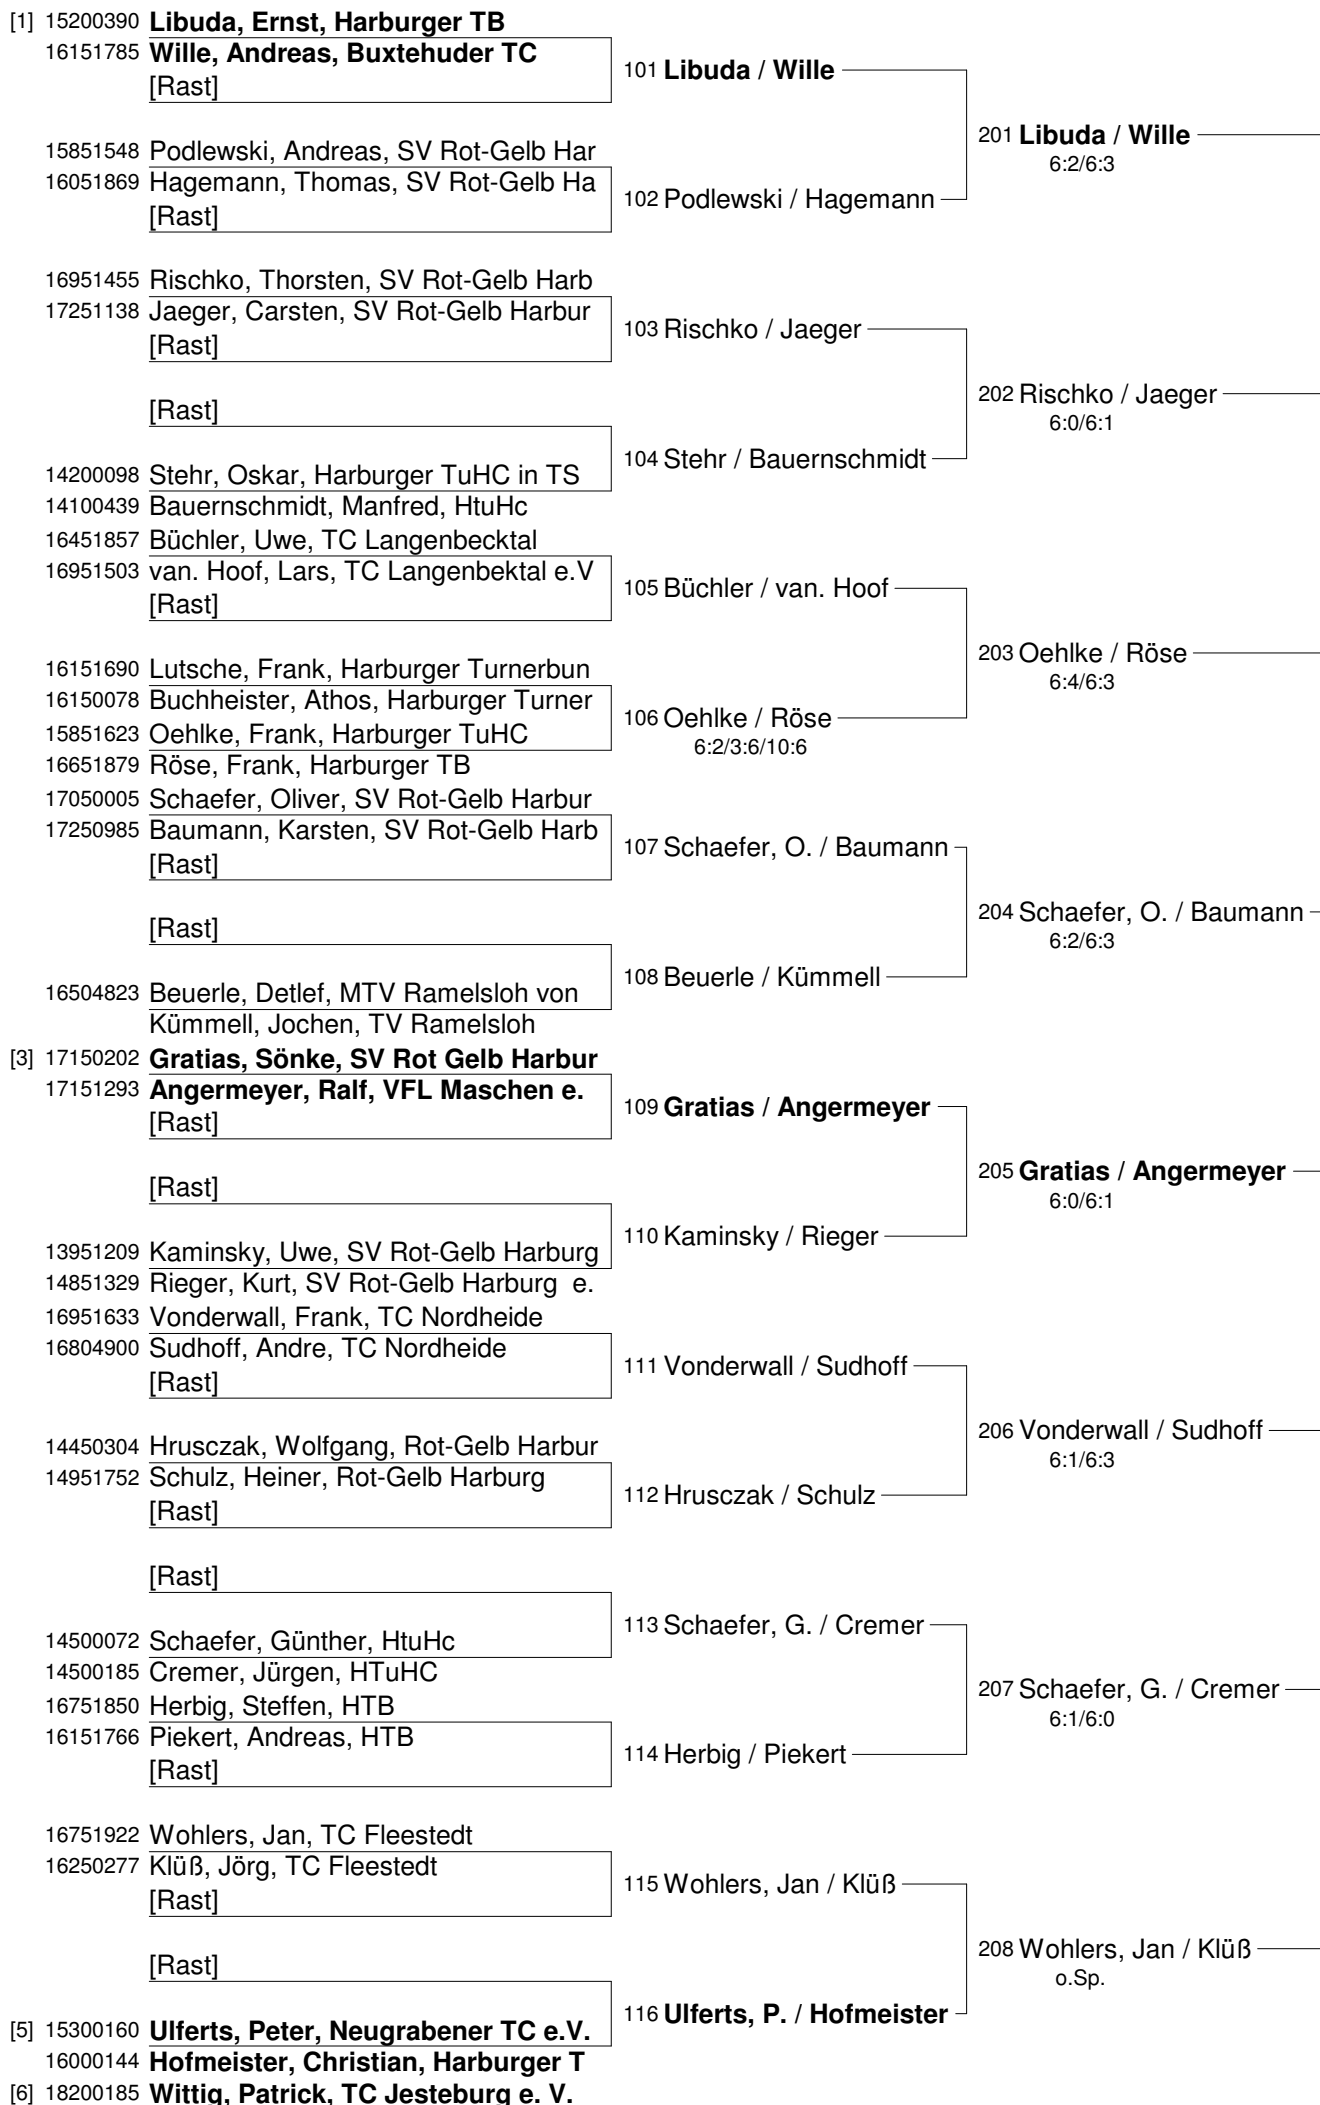 [1] 15200390 Libuda, Ernst, Harburger TB
16151785 Wille, Andreas, Buxtehuder TC
[Rast]
101 Libuda / Wille
15851548 Podlewski, Andreas, SV Rot-Gelb Har
16051869 Hagemann, Thomas, SV Rot-Gelb Ha
[Rast]
102 Podlewski / Hagemann
201 Libuda / Wille
6:2/6:3
16951455 Rischko, Thorsten, SV Rot-Gelb Harb
17251138 Jaeger, Carsten, SV Rot-Gelb Harbur
[Rast]
103 Rischko / Jaeger
[Rast]
14200098 Stehr, Oskar, Harburger TuHC in TS
14100439 Bauernschmidt, Manfred, HtuHc
104 Stehr / Bauernschmidt
202 Rischko / Jaeger
6:0/6:1
16451857 Büchler, Uwe, TC Langenbecktal
16951503 van. Hoof, Lars, TC Langenbektal e.V
[Rast]
105 Büchler / van. Hoof
16151690 Lutsche, Frank, Harburger Turnerbun
16150078 Buchheister, Athos, Harburger Turner
15851623 Oehlke, Frank, Harburger TuHC
16651879 Röse, Frank, Harburger TB
106 Oehlke / Röse
6:2/3:6/10:6
203 Oehlke / Röse
6:4/6:3
17050005 Schaefer, Oliver, SV Rot-Gelb Harbur
17250985 Baumann, Karsten, SV Rot-Gelb Harb
[Rast]
107 Schaefer, O. / Baumann
[Rast]
16504823 Beuerle, Detlef, MTV Ramelsloh von
Kümmell, Jochen, TV Ramelsloh
108 Beuerle / Kümmell
204 Schaefer, O. / Baumann
6:2/6:3
[3] 17150202 Gratias, Sönke, SV Rot Gelb Harbur
17151293 Angermeyer, Ralf, VFL Maschen e.
[Rast]
109 Gratias / Angermeyer
[Rast]
13951209 Kaminsky, Uwe, SV Rot-Gelb Harburg
14851329 Rieger, Kurt, SV Rot-Gelb Harburg e.
110 Kaminsky / Rieger
205 Gratias / Angermeyer
6:0/6:1
16951633 Vonderwall, Frank, TC Nordheide
16804900 Sudhoff, Andre, TC Nordheide
[Rast]
111 Vonderwall / Sudhoff
14450304 Hrusczak, Wolfgang, Rot-Gelb Harbur
14951752 Schulz, Heiner, Rot-Gelb Harburg
[Rast]
112 Hrusczak / Schulz
206 Vonderwall / Sudhoff
6:1/6:3
[Rast]
14500072 Schaefer, Günther, HtuHc
14500185 Cremer, Jürgen, HTuHC
113 Schaefer, G. / Cremer
16751850 Herbig, Steffen, HTB
16151766 Piekert, Andreas, HTB
[Rast]
114 Herbig / Piekert
207 Schaefer, G. / Cremer
6:1/6:0
16751922 Wohlers, Jan, TC Fleestedt
16250277 Klüß, Jörg, TC Fleestedt
[Rast]
115 Wohlers, Jan / Klüß
[Rast]
[5] 15300160 Ulferts, Peter, Neugrabener TC e.V.
16000144 Hofmeister, Christian, Harburger T
116 Ulferts, P. / Hofmeister
208 Wohlers, Jan / Klüß
o.Sp.
[6] 18200185 Wittig, Patrick, TC Jesteburg e. V.